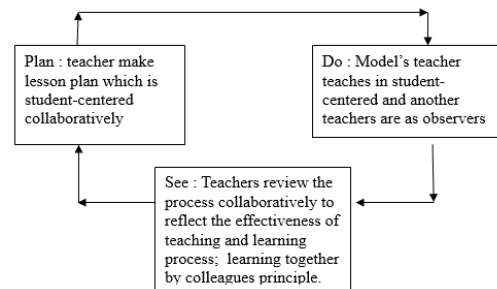 Plan : teacher make
lesson plan which is
student-centered
collaboratively
Do : Model’s teacher
teaches in student-
centered and another
teachers are as observers
See : Teachers review the
process collaboratively to
reflect the effectiveness of
teaching and learning
process;  learning together
by colleagues principle.